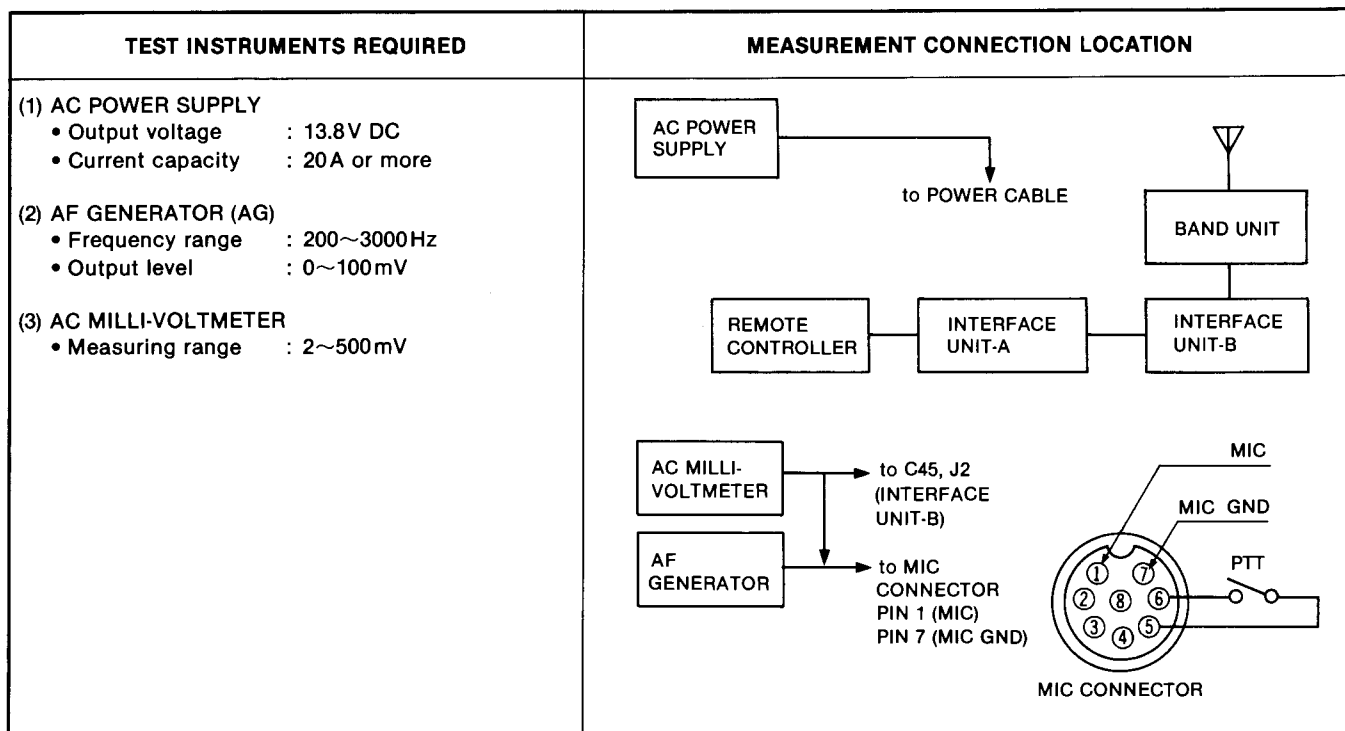 TEST INSTRUMENTS REQUIRED
(1) AC POWER SUPPLY
• Output voltage : 13.8V DC
• Current capacity : 20A or more
(2) AF GENERATOR (AG)
• Frequency range : 200~3000Hz
• Output level : 0~100mV
(3) AC MILLI-VOLTMETER
• Measuring range : 2~500mV
MEASUREMENT CONNECTION LOCATION
AC POWER
SUPPLY
to POWER CABLE
BAND UNIT
REMOTE
CONTROLLER
INTERFACE
UNIT-A
INTERFACE
UNIT-B
AC MILLI-
VOLTMETER
to C45, J2
(INTERFACE
UNIT-B)
AF
GENERATOR
to MIC
CONNECTOR
PIN 1 (MIC)
PIN 7 (MIC GND)
MIC
MIC GND
PTT
① ⑦
② ⑧ ⑥
③ ④ ⑤
MIC CONNECTOR